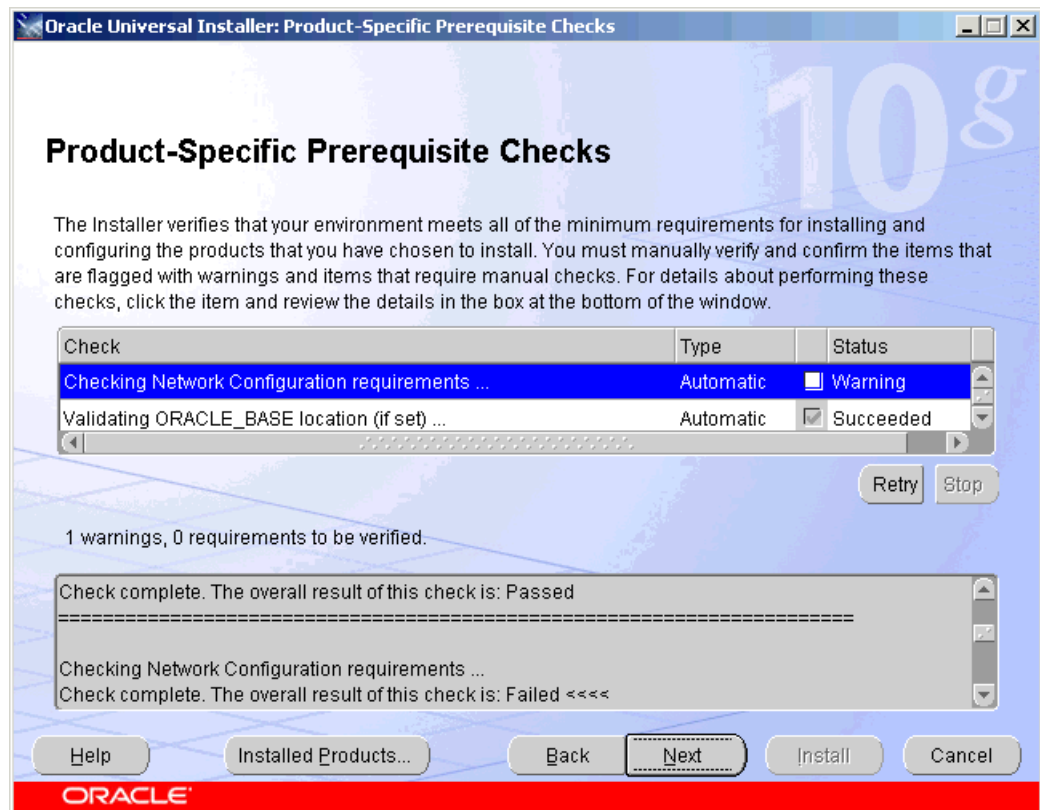 Oracle Universal Installer: Product-Specific Prerequisite Checks
10g
Product-Specific Prerequisite Checks
The Installer verifies that your environment meets all of the minimum requirements for installing and
configuring the products that you have chosen to install. You must manually verify and confirm the items that
are flagged with warnings and items that require manual checks. For details about performing these
checks, click the item and review the details in the box at the bottom of the window.
Check Type Status
Checking Network Configuration requirements ... Automatic Warning
Validating ORACLE_BASE location (if set) ... Automatic Succeeded
Retry Stop
1 warnings, 0 requirements to be verified.
Check complete. The overall result of this check is: Passed
========================================================================
Checking Network Configuration requirements ...
Check complete. The overall result of this check is: Failed <<<<
Help Installed Products... Back Next Install Cancel
ORACLE